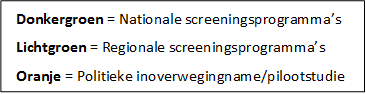 Donkergroen = Nationale screeningsprogramma’s
Lichtgroen = Regionale screeningsprogramma’s
Oranje = Politieke inoverwegingname/pilootstudie